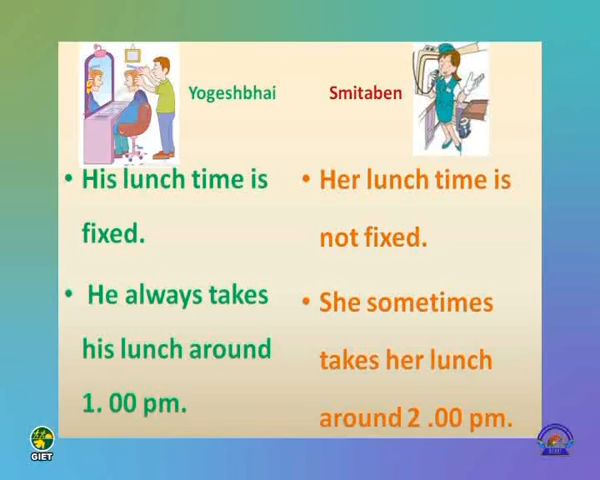 Yogeshbhai
Smitaben
• His lunch time is
fixed.
• He always takes
his lunch around
1. 00 pm.
• Her lunch time is
not fixed.
• She sometimes
takes her lunch
around 2 .00 pm.
GIET